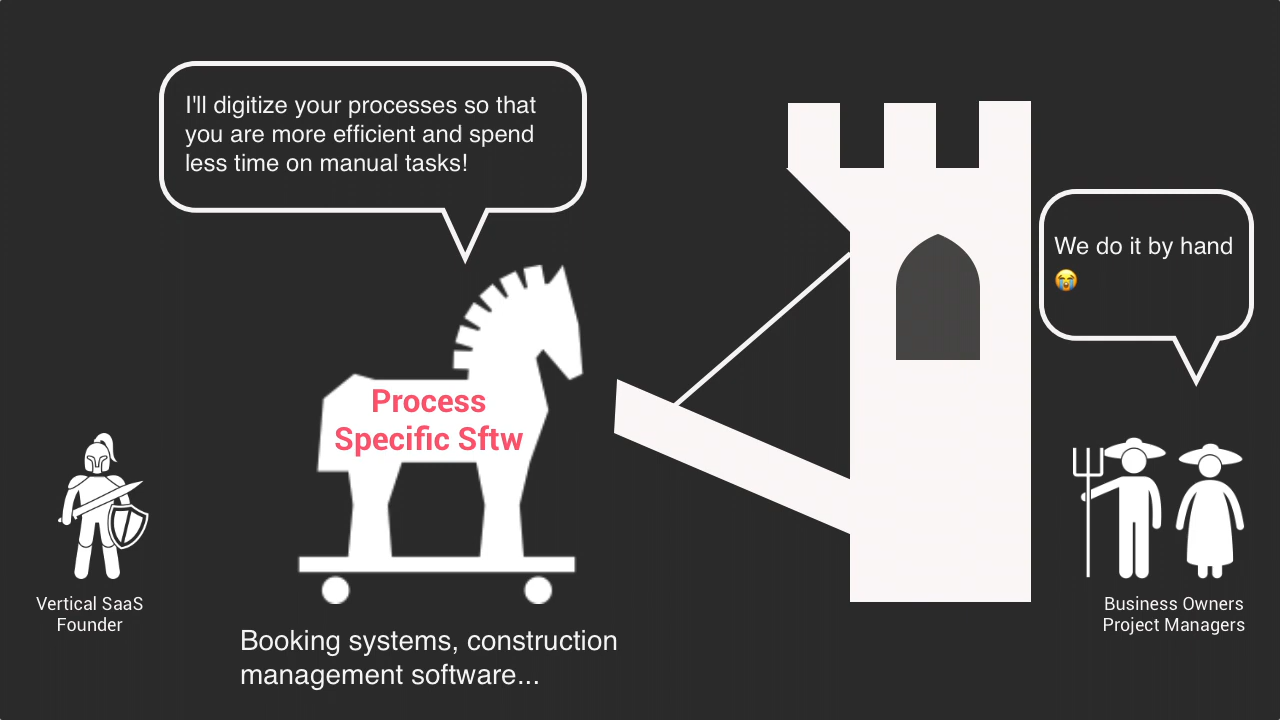 I'll digitize your processes so that
you are more efficient and spend
less time on manual tasks!
We do it by hand
😭
Process
Specific Sftw
Vertical SaaS
Founder
Business Owners
Project Managers
Booking systems, construction
management software...